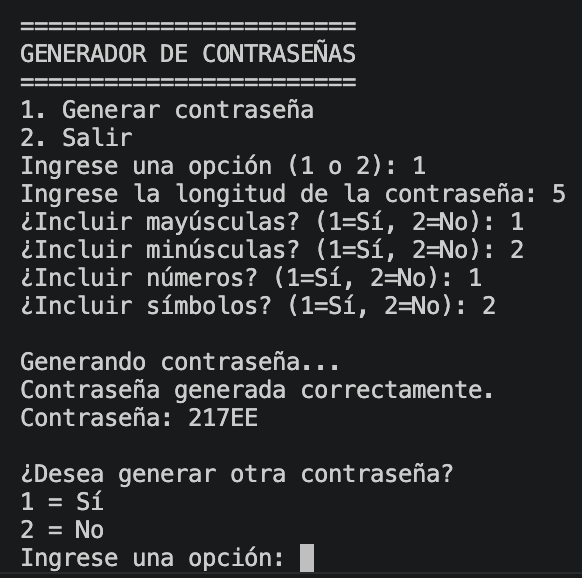 ========================
GENERADOR DE CONTRASEÑAS
========================
1. Generar contraseña
2. Salir
Ingrese una opción (1 o 2): 1
Ingrese la longitud de la contraseña: 5
¿Incluir mayúsculas? (1=Sí, 2=No): 1
¿Incluir minúsculas? (1=Sí, 2=No): 2
¿Incluir números? (1=Sí, 2=No): 1
¿Incluir símbolos? (1=Sí, 2=No): 2
Generando contraseña...
Contraseña generada correctamente.
Contraseña: 217EE
¿Desea generar otra contraseña?
1 = Sí
2 = No
Ingrese una opción: